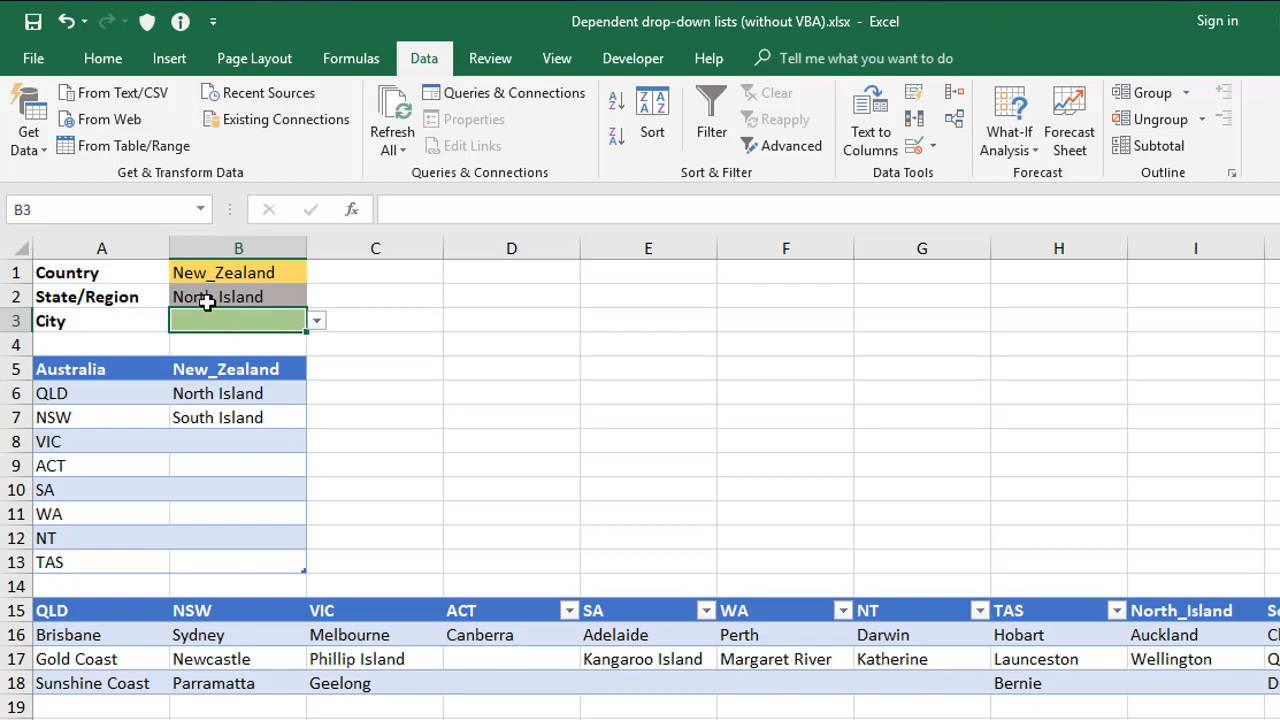 Dependent drop-down lists (without VBA).xlsx - Excel
Sign in
File Home Insert Page Layout Formulas Data Review View Developer Help Tell me what you want to do
Get Data
From Text/CSV
From Web
From Table/Range
Recent Sources
Existing Connections
Get & Transform Data
Refresh All
Queries & Connections
Properties
Edit Links
Queries & Connections
A Z
Z A
Z A A Z
Sort
Filter
Clear
Reapply
Advanced
Sort & Filter
Text to Columns
Data Tools
What-If Analysis
Forecast Sheet
Forecast
Group
Ungroup
Subtotal
Outline
B3 fx
A B C D E F G H I
1 Country New_Zealand
2 State/Region North Island
3 City
4
5 Australia New_Zealand
6 QLD North Island
7 NSW South Island
8 VIC
9 ACT
10 SA
11 WA
12 NT
13 TAS
14
15 QLD NSW VIC ACT SA WA NT TAS North_Island
16 Brisbane Sydney Melbourne Canberra Adelaide Perth Darwin Hobart Auckland
17 Gold Coast Newcastle Phillip Island Kangaroo Island Margaret River Katherine Launceston Wellington
18 Sunshine Coast Parramatta Geelong Bernie
19